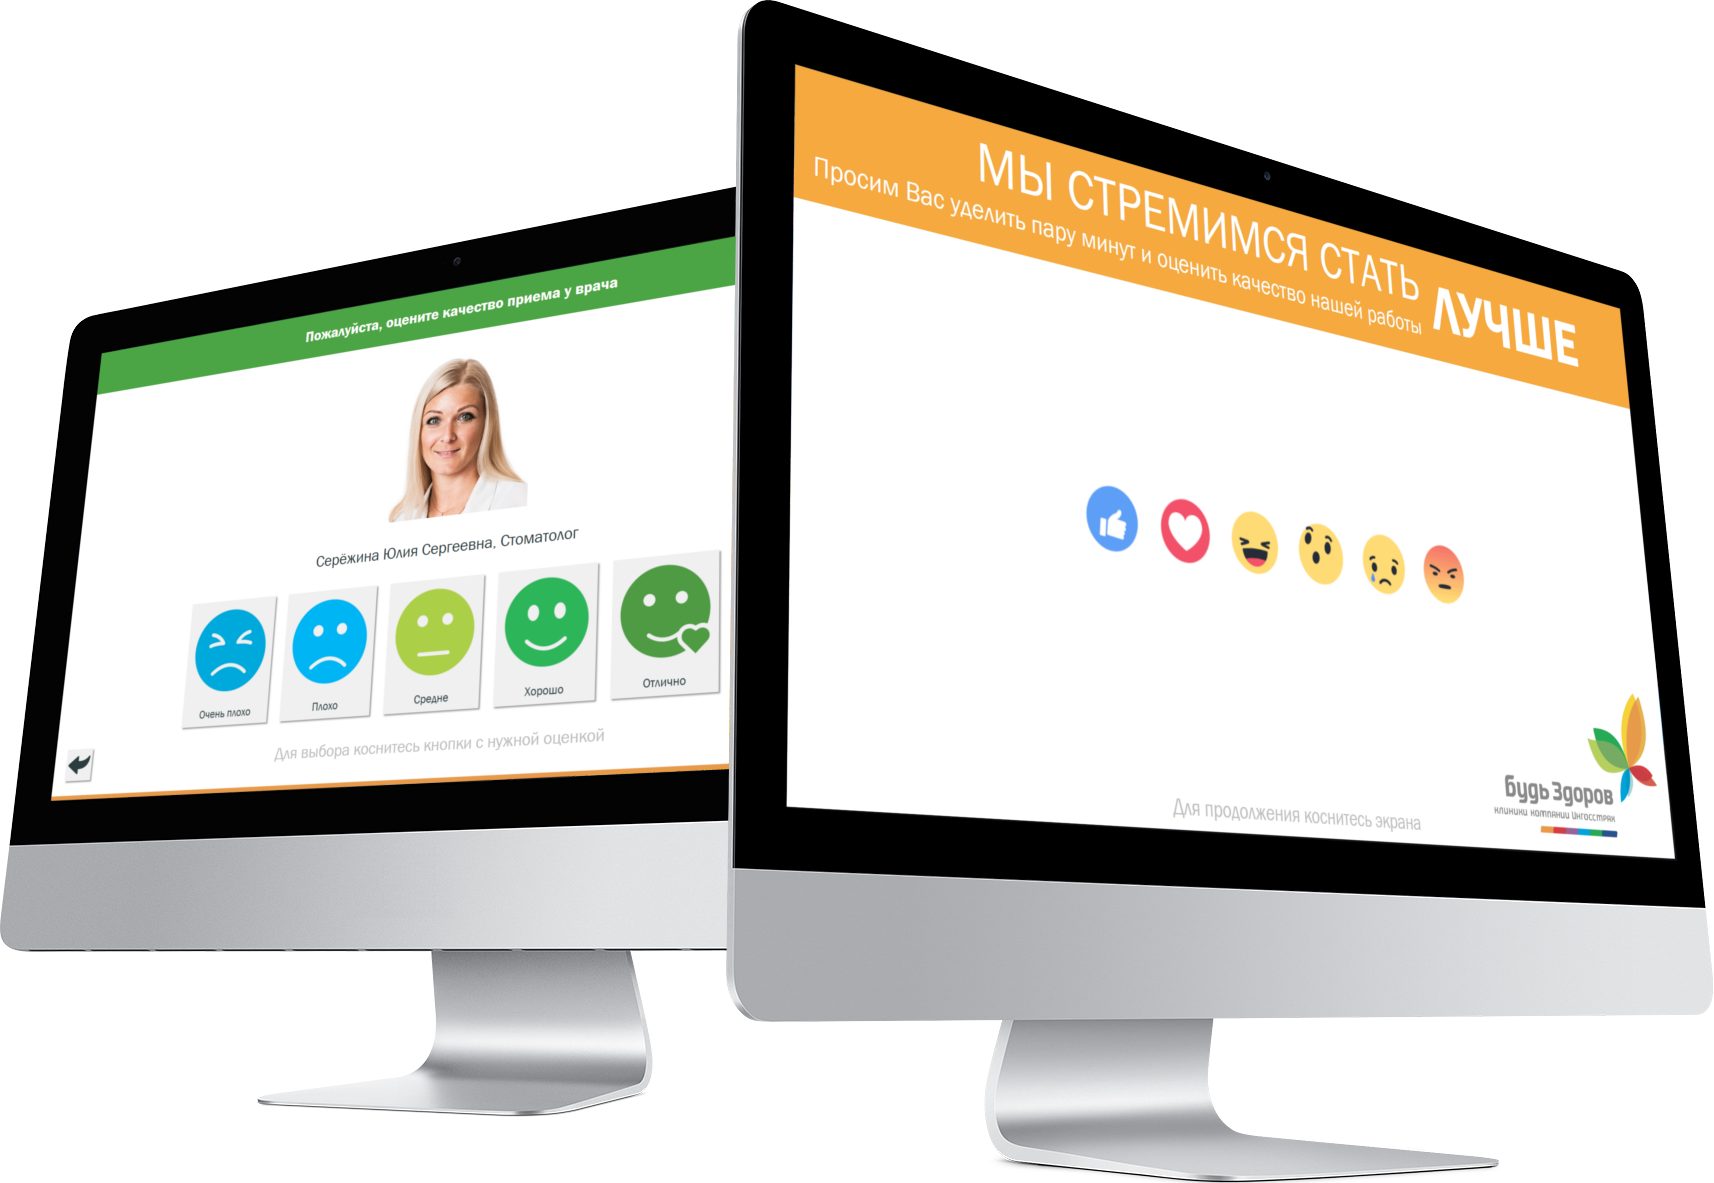 Пожалуйста, оцените качество приема у врача
Серёжина Юлия Сергеевна, Стоматолог
Очень плохо
Плохо
Средне
Хорошо
Отлично
Для выбора коснитесь кнопки с нужной оценкой
МЫ СТРЕМИМСЯ СТАТЬ ЛУЧШЕ
Просим Вас уделить пару минут и оценить качество нашей работы
Для продолжения коснитесь экрана
будь Здоров
клиники компании Ингосстрах